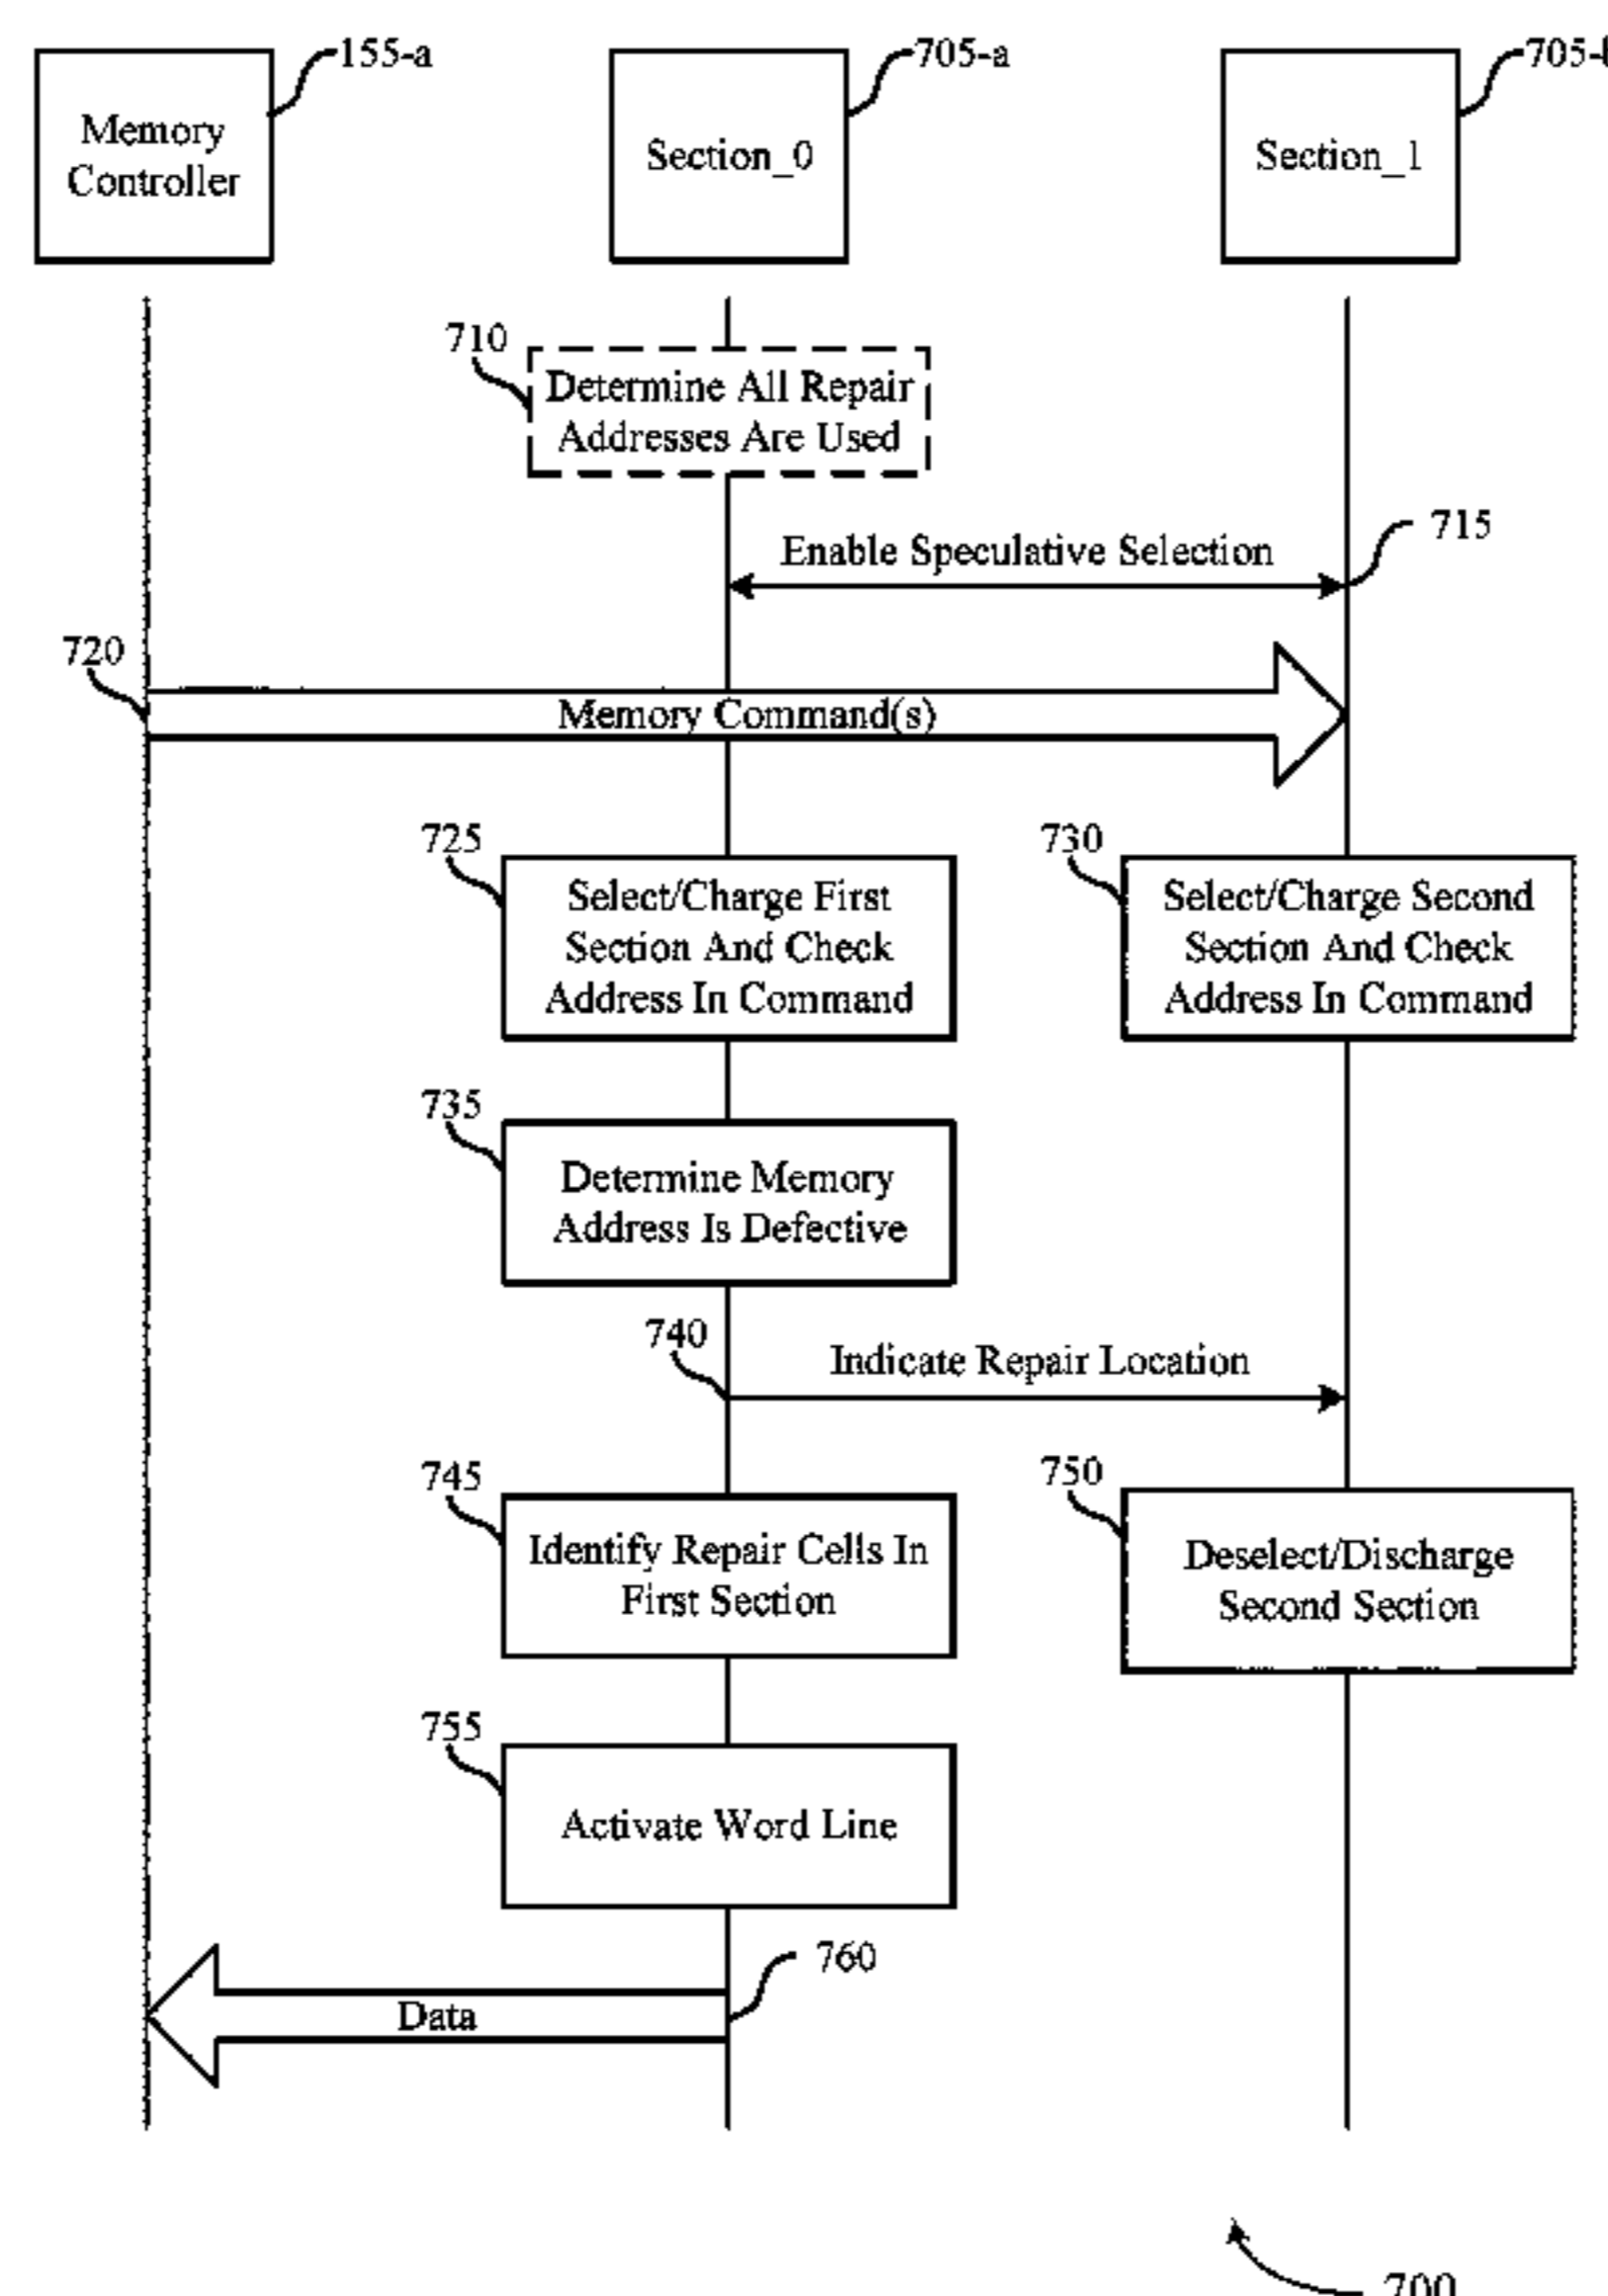 155-a
705-a
705-
Memory
Controller
Section_0
Section_1
710
Determine All Repair
Addresses Are Used
715
Enable Speculative Selection
720
Memory Command(s)
725
Select/Charge First
Section And Check
Address In Command
730
Select/Charge Second
Section And Check
Address In Command
735
Determine Memory
Address Is Defective
740
Indicate Repair Location
745
Identify Repair Cells In
First Section
750
Deselect/Discharge
Second Section
755
Activate Word Line
760
Data
700